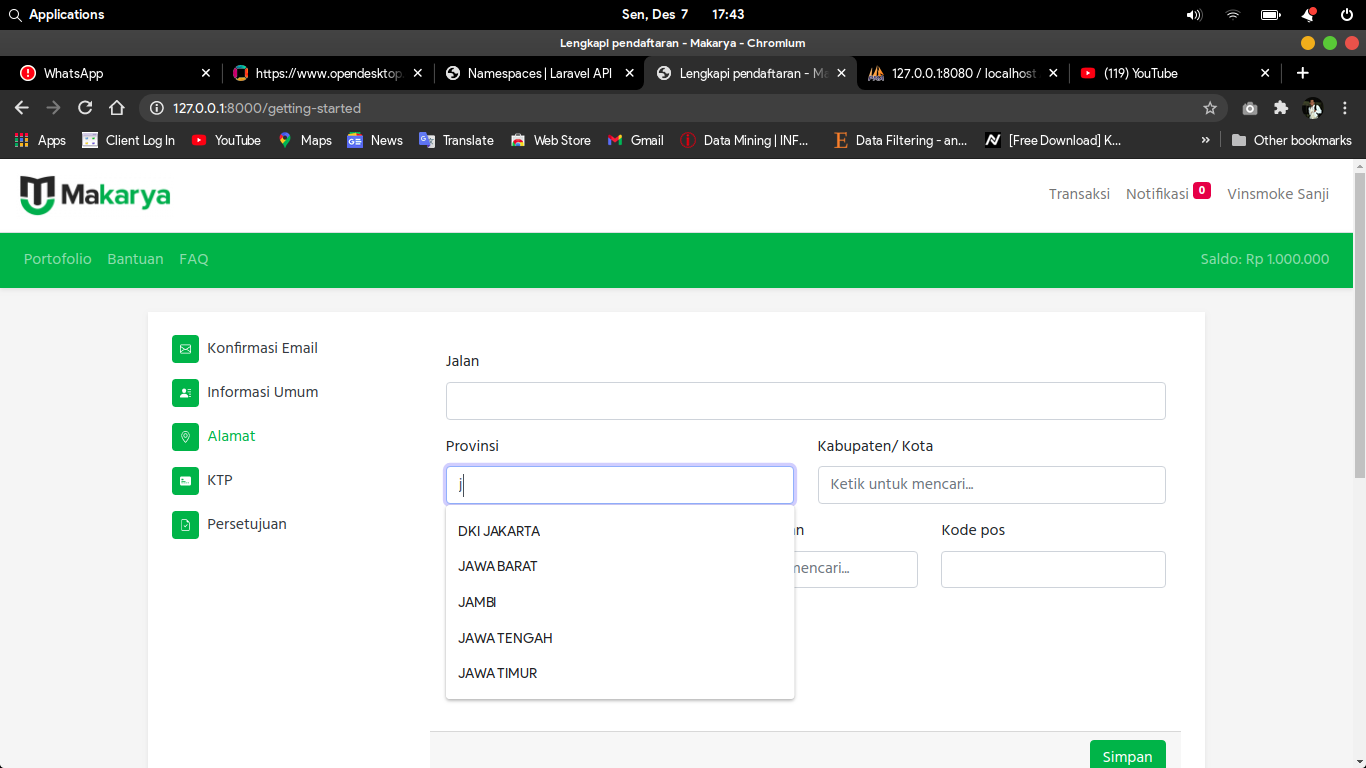 Applications
Sen, Des 7 17:43
Lengkapi pendaftaran - Makarya - Chromium
WhatsApp
https://www.opendesktop.
Namespaces | Laravel API
Lengkapi pendaftaran - Ma
127.0.0.1:8080 / localhost
(119) YouTube
127.0.0.1:8000/getting-started
Apps
Client Log In
YouTube
Maps
News
Translate
Web Store
Gmail
Data Mining | INF...
Data Filtering - an...
[Free Download] K...
»
Other bookmarks
Makarya
Transaksi
Notifikasi 0
Vinsmoke Sanji
Portofolio
Bantuan
FAQ
Saldo: Rp 1.000.000
Konfirmasi Email
Informasi Umum
Alamat
KTP
Persetujuan
Jalan
Provinsi
Kabupaten/ Kota
j
Ketik untuk mencari...
DKI JAKARTA
JAWA BARAT
JAMBI
JAWA TENGAH
JAWA TIMUR
an
Kode pos
mencari...
Simpan